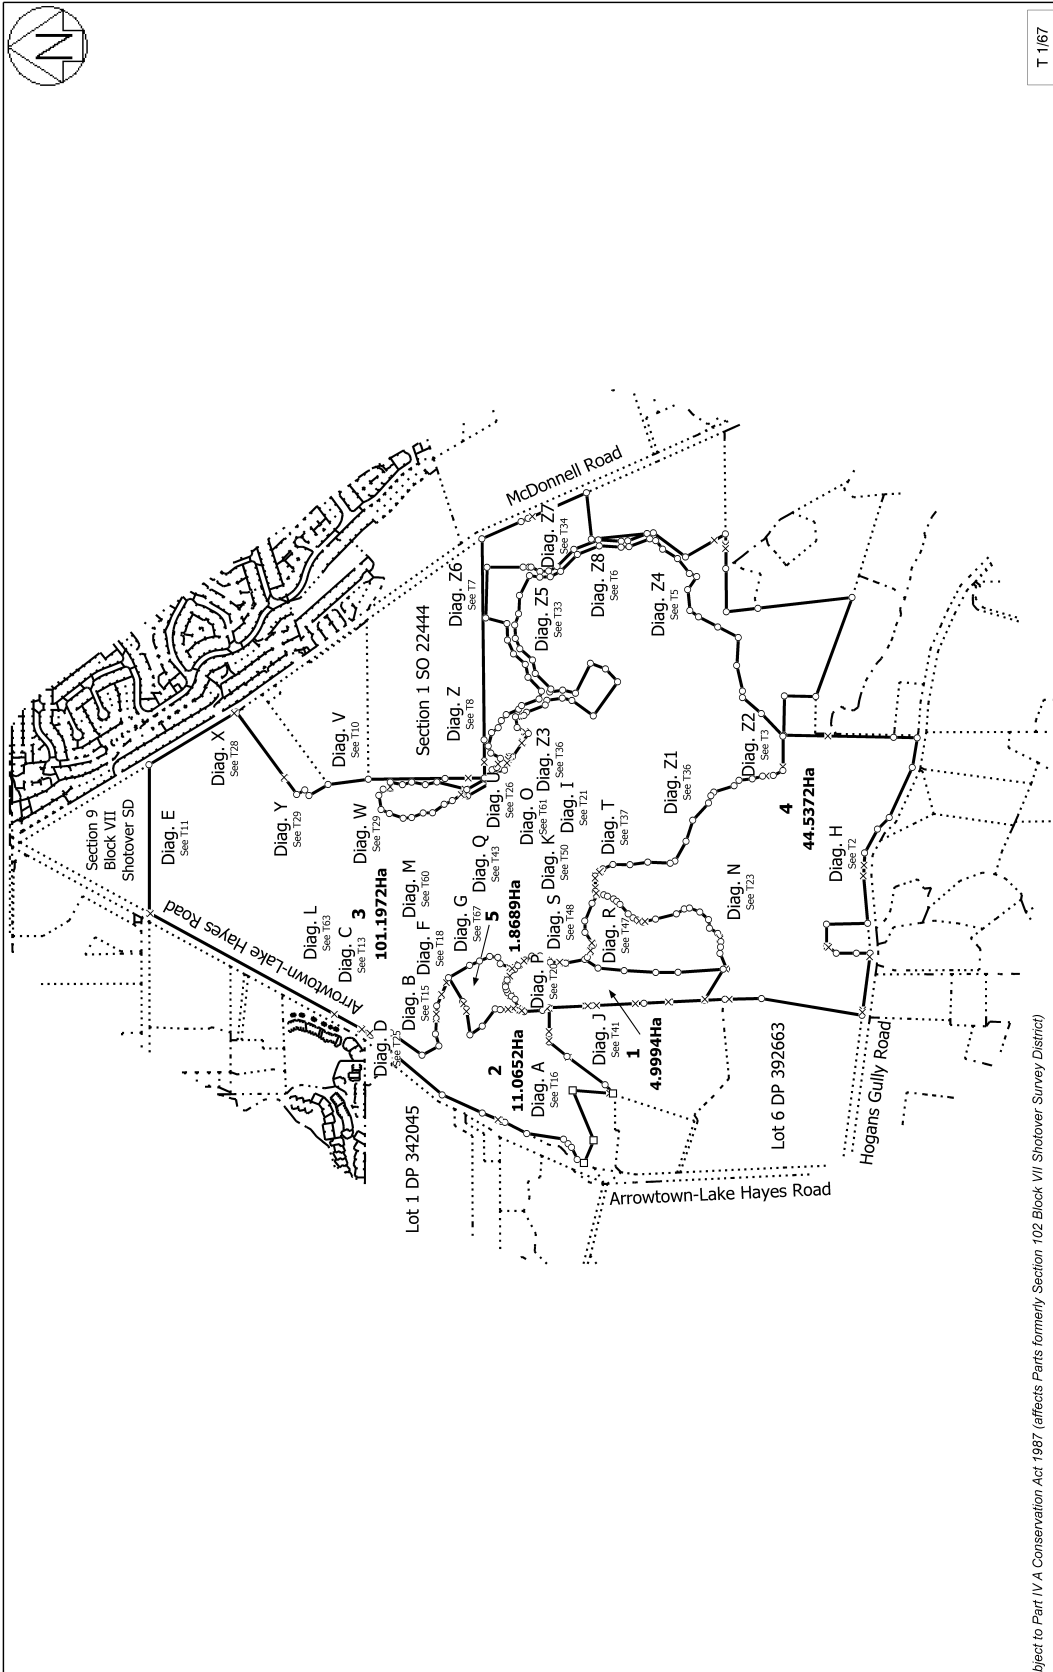 N
T 1/67
Section 9
Block VII
Shotover SD
Diag. E
See T11
Diag. X
See T28
Arrowtown-Lake Hayes Road
Diag. Y
See T29
Diag. V
See T10
Diag. L
See T63
Diag. C
See T13
3
101.1972Ha
Diag. W
See T29
Section 1 SO 22444
Diag. Z
See T8
Diag. Z6
See T7
McDonnell Road
Diag. D
See T25
Diag. B
See T15
Diag. F
See T18
Diag. M
See T60
Diag. G
See T67
Diag. Q
See T43
5
1.8689Ha
Diag. U
See T26
Diag. O
See T61
Diag. Z3
See T36
Diag. Z5
See T33
Diag. Z7
See T34
Diag. Z8
See T6
Diag. Z4
See T5
Lot 1 DP 342045
2
11.0652Ha
Diag. A
See T16
Diag. P
See T20
Diag. S
See T48
Diag. K
See T50
Diag. I
See T21
Diag. J
See T41
Diag. R
See T47
Diag. T
See T37
1
4.9994Ha
Diag. Z1
See T36
Diag. N
See T23
Diag. Z2
See T3
4
44.5372Ha
Diag. H
See T2
Arrowtown-Lake Hayes Road
Lot 6 DP 392663
Hogans Gully Road
bject to Part IV A Conservation Act 1987 (affects Parts formerly Section 102 Block VII Shotover Survey District)